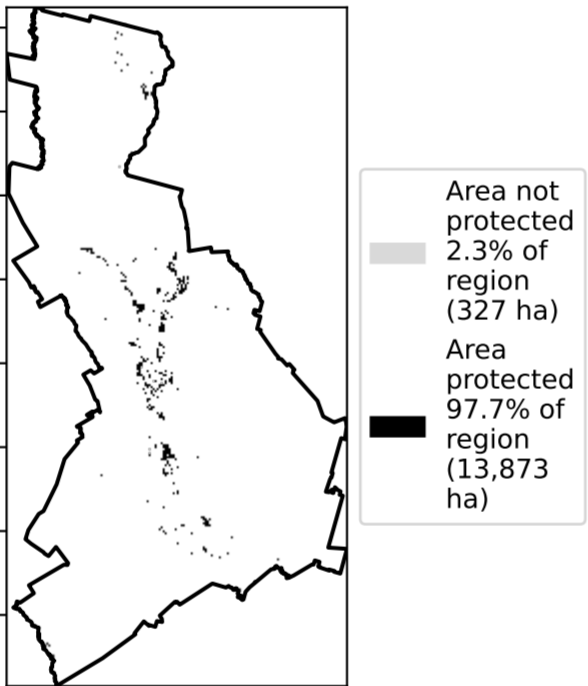 Area not
protected
2.3% of
region
(327 ha)
Area
protected
97.7% of
region
(13,873
ha)